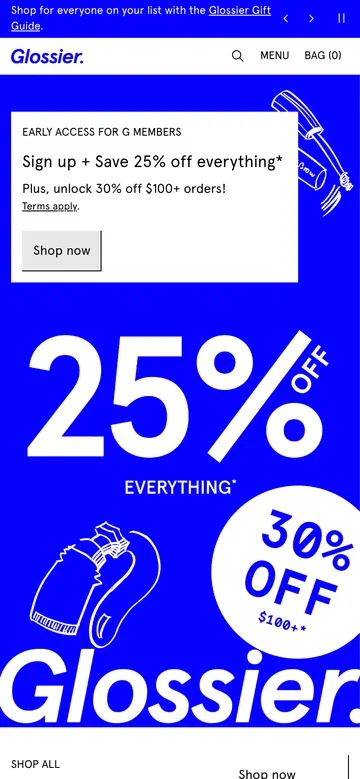 Shop for everyone on your list with the Glossier Gift
Guide.
Glossier.
MENU
BAG (0)
EARLY ACCESS FOR G MEMBERS
Sign up + Save 25% off everything*
Plus, unlock 30% off $100+ orders!
Terms apply.
Shop now
25% OFF
EVERYTHING*
30%
OFF
$100+*
Glossier.
SHOP ALL
Shop now